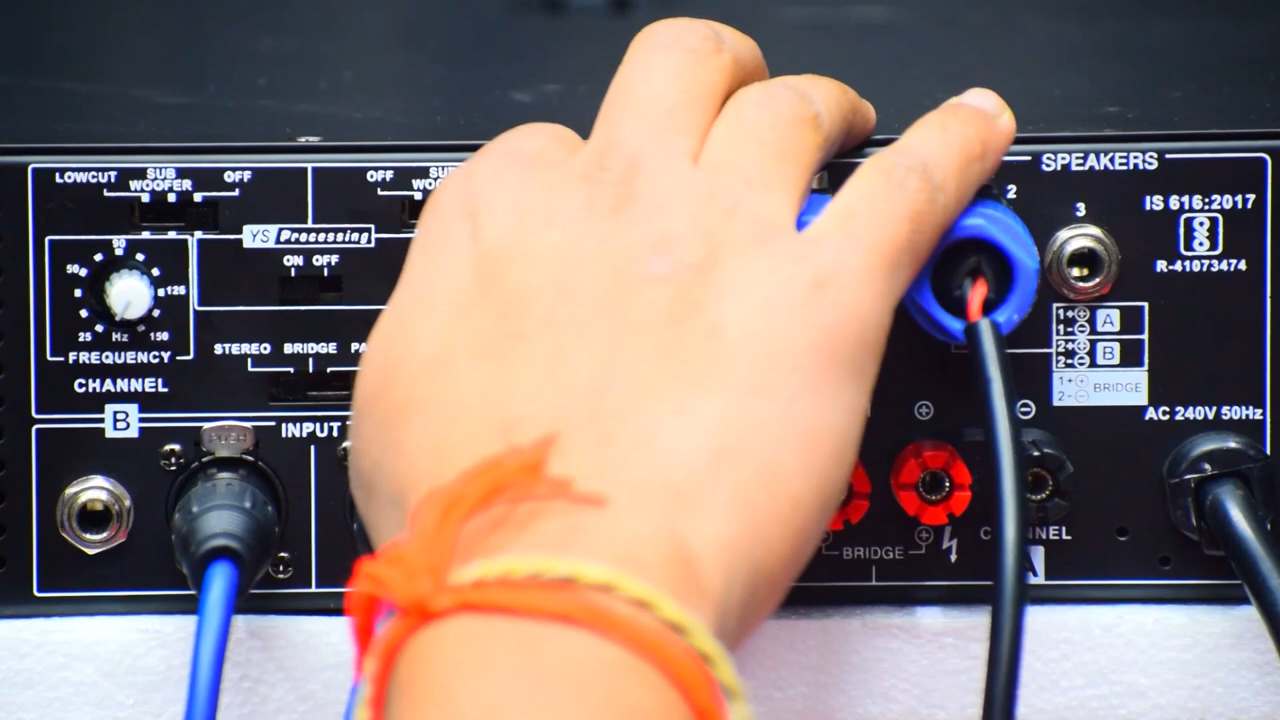 SPEAKERS
LOWCUT SUB WOOFER OFF
OFF
2
3
IS 616:2017
R-41073474
YS Processing
ON OFF
90
50
125
25 Hz 150
FREQUENCY
STEREO BRIDGE
CHANNEL
B
INPUT
PUSH
1+
1-
A
2+
2-
B
1+
2-
BRIDGE
AC 240V 50Hz
BRIDGE
A